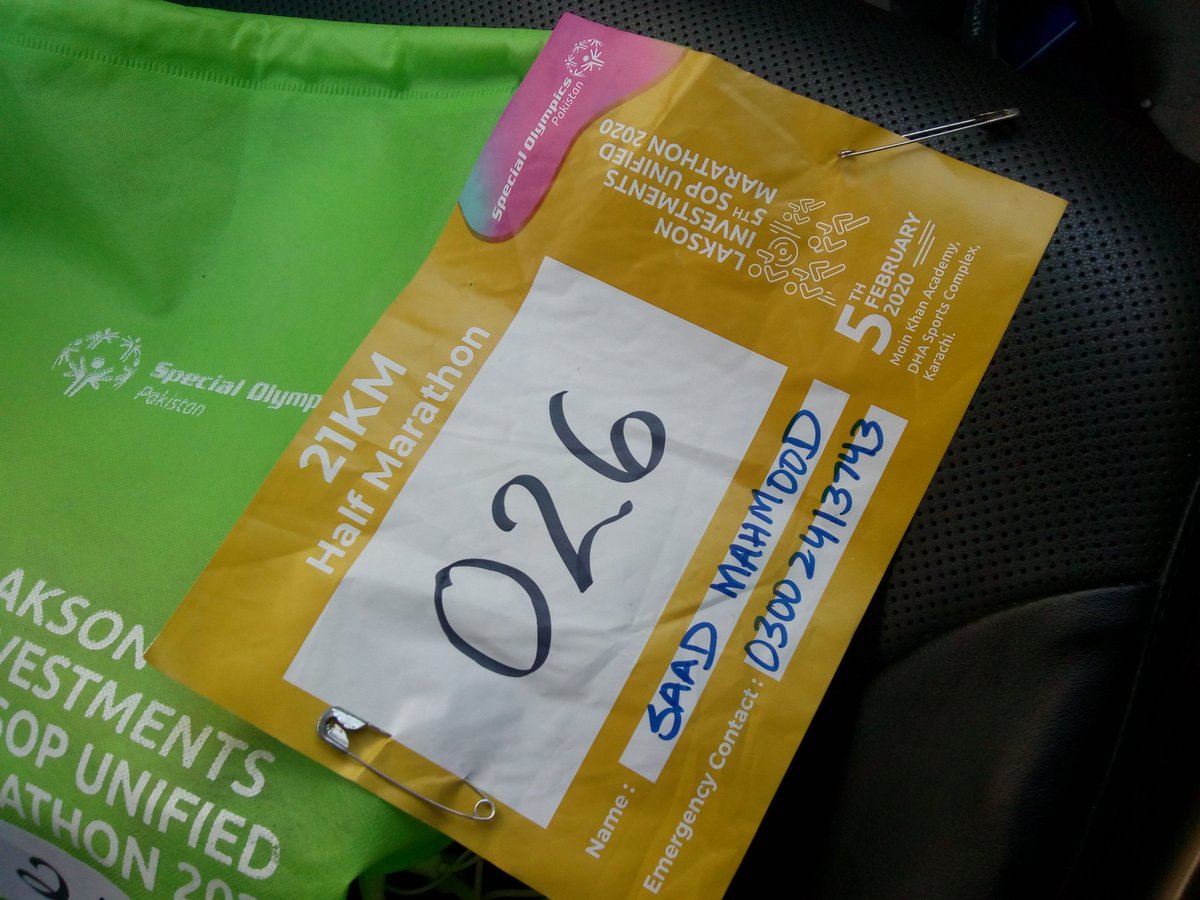 Special Olympics
Pakistan
LAKSON
INVESTMENTS
5TH SOP UNIFIED
MARATHON 2020
5TH
FEBRUARY
2020
Moin Khan Academy,
DHA Sports Complex,
Karachi.
21KM
Half Marathon
026
Name : SAAD MAHMOOD
Emergency Contact : 0300 2413743
Special Olymp
Pakistan
AKSON
VESTMENTS
SOP UNIFIED
ATHON 20